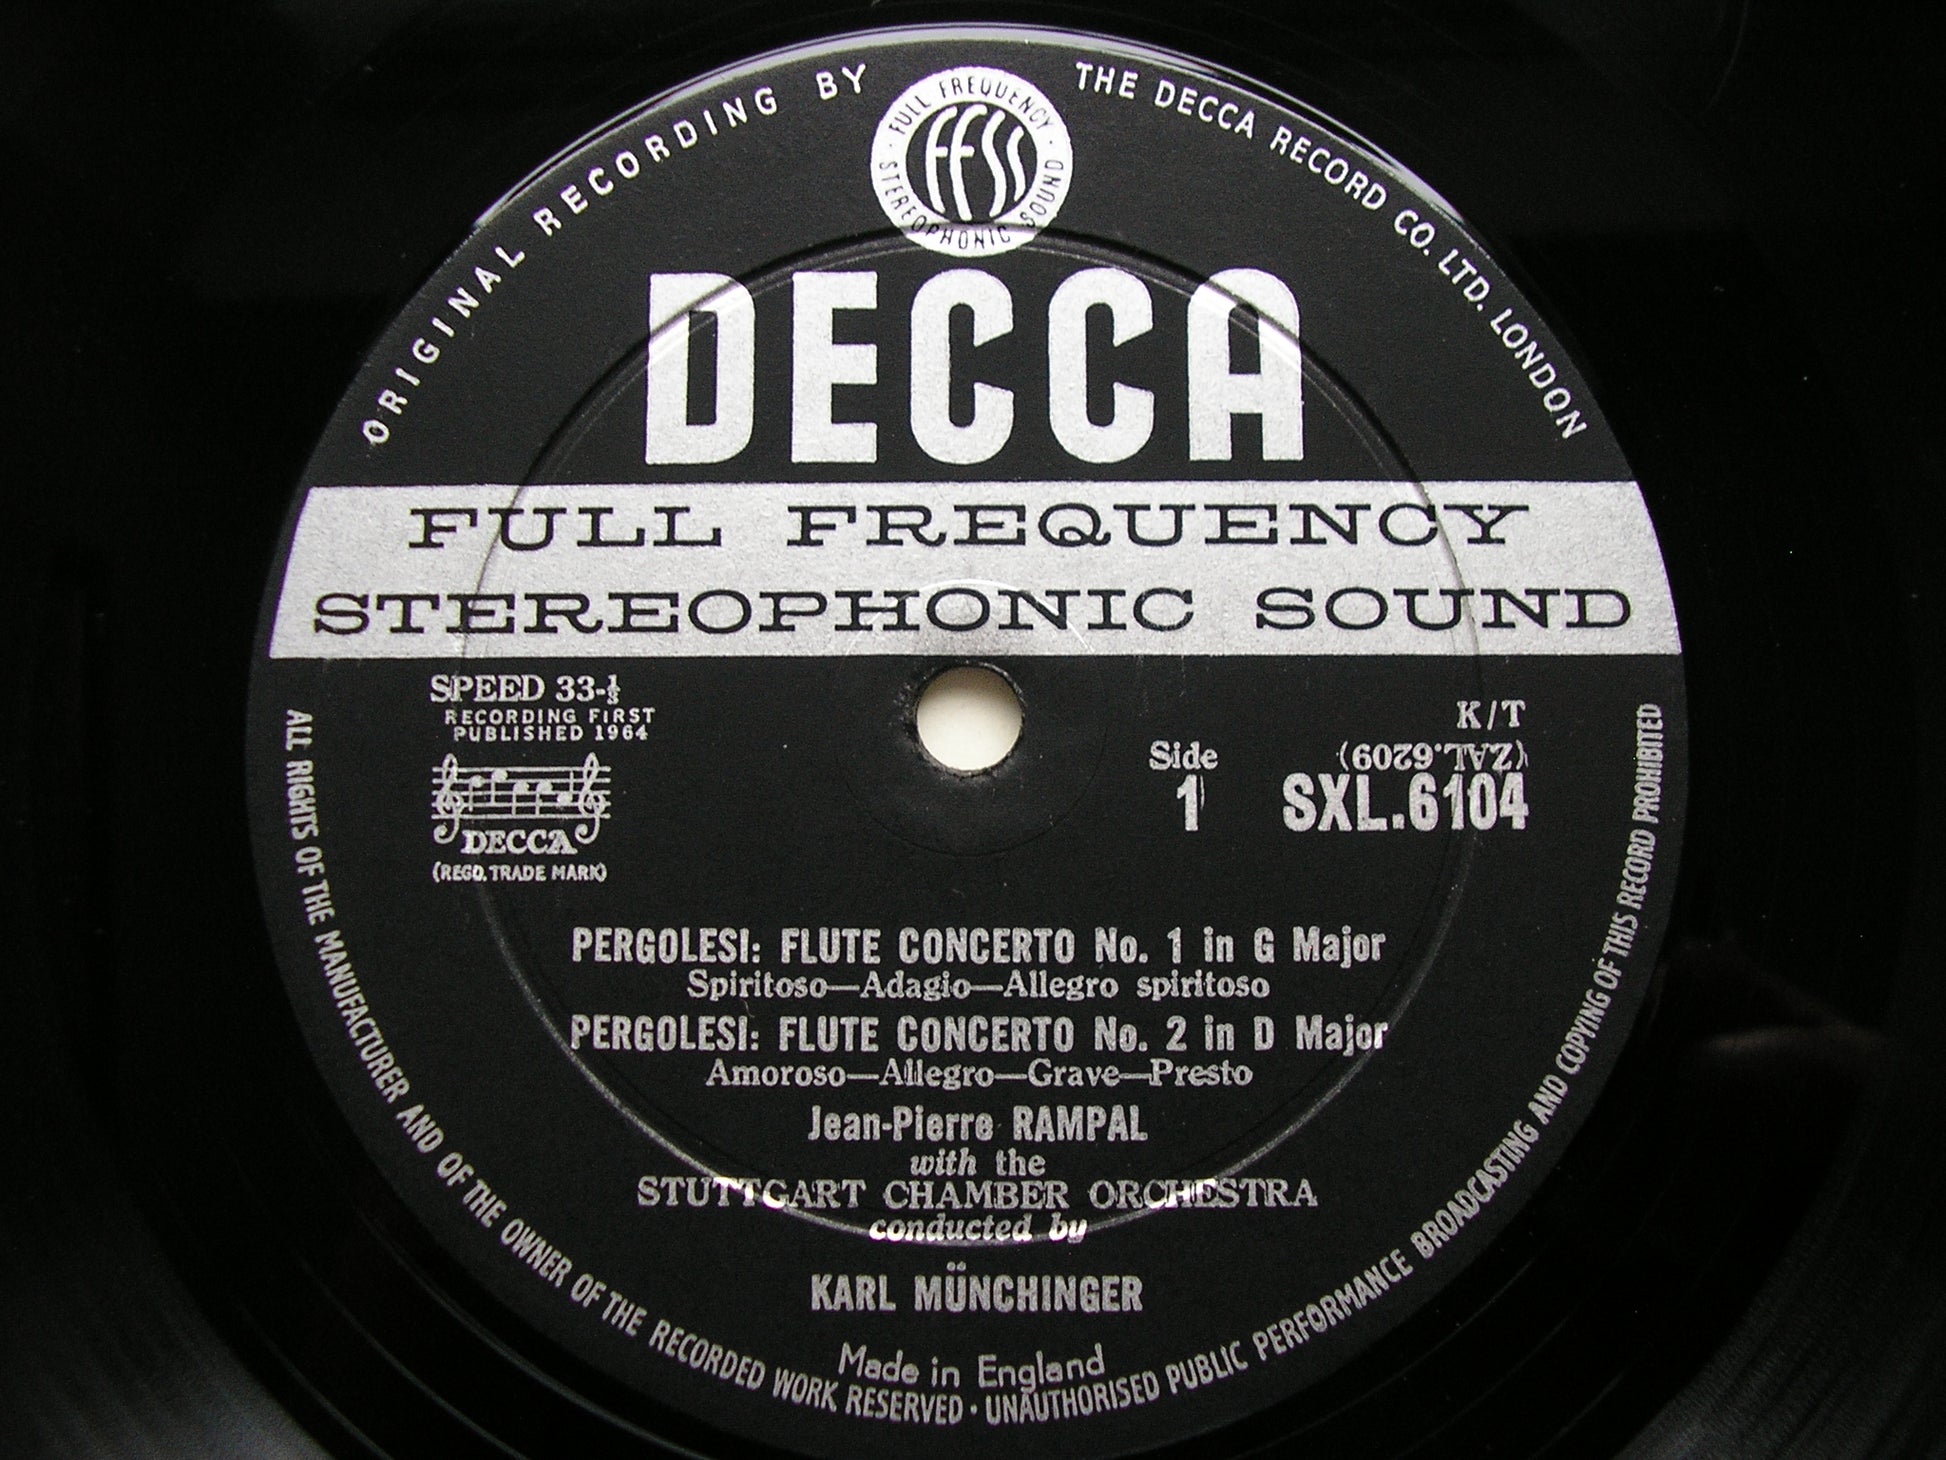 ORIGINAL RECORDING BY THE DECCA RECORD CO. LTD. LONDON
FULL FREQUENCY · STEREOPHONIC SOUND ·
FFSS
DECCA
FULL FREQUENCY
STEREOPHONIC SOUND
SPEED 33-⅓
RECORDING FIRST
PUBLISHED 1964
DECCA
(REGD. TRADE MARK)
K/T
(ZAL.6209)
Side
1
SXL.6104
PERGOLESI: FLUTE CONCERTO No. 1 in G Major
Spiritoso—Adagio—Allegro spiritoso
PERGOLESI: FLUTE CONCERTO No. 2 in D Major
Amoroso—Allegro—Grave—Presto
Jean-Pierre RAMPAL
with the
STUTTGART CHAMBER ORCHESTRA
conducted by
KARL MÜNCHINGER
Made in England
ALL RIGHTS OF THE MANUFACTURER AND OF THE OWNER OF THE RECORDED WORK RESERVED · UNAUTHORISED PUBLIC PERFORMANCE BROADCASTING AND COPYING OF THIS RECORD PROHIBITED